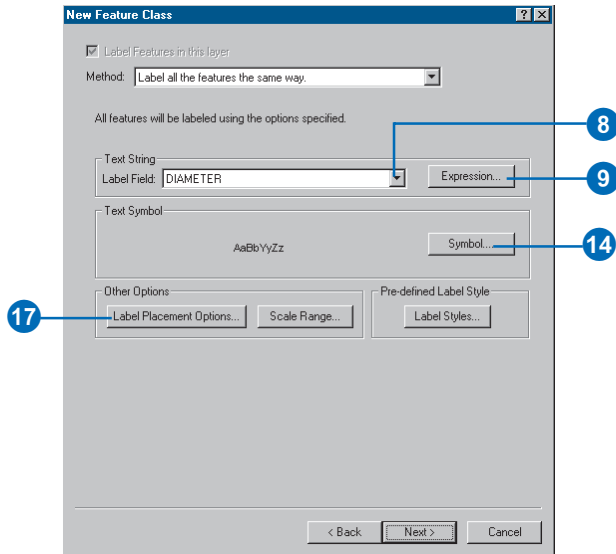 New Feature Class
Label Features in this layer
Method: Label all the features the same way.
All features will be labeled using the options specified.
8
Text String
Label Field: DIAMETER
Expression...
9
Text Symbol
AaBbYyZz
Symbol...
14
Other Options
Pre-defined Label Style
17
Label Placement Options...
Scale Range...
Label Styles...
< Back
Next >
Cancel